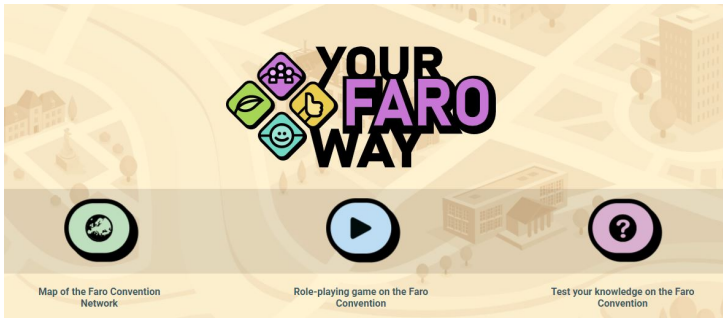 YOUR
FARO
WAY
Map of the Faro Convention
Network
Role-playing game on the Faro
Convention
?
Test your knowledge on the Faro
Convention